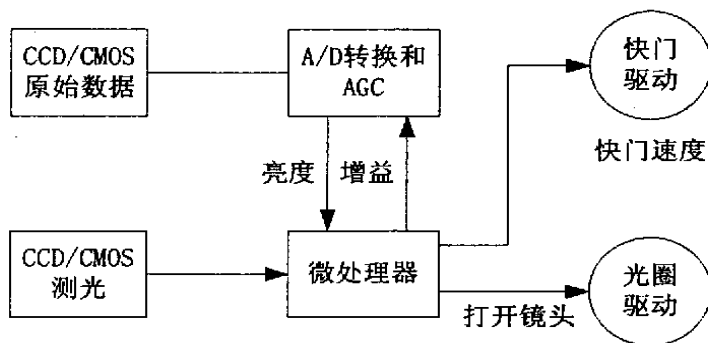 CCD/CMOS
原始数据
A/D转换和
AGC
快门
驱动
快门速度
亮度
增益
CCD/CMOS
测光
微处理器
打开镜头
光圈
驱动